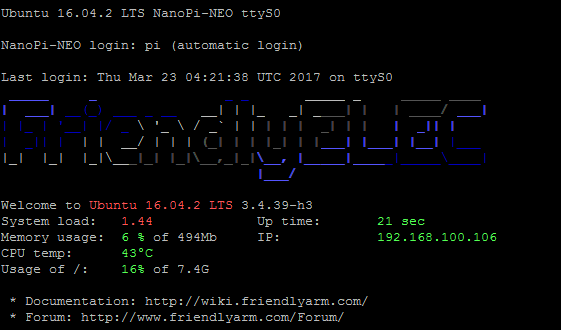 Ubuntu 16.04.2 LTS NanoPi-NEO ttyS0
NanoPi-NEO login: pi (automatic login)
Last login: Thu Mar 23 04:21:38 UTC 2017 on ttyS0
FriendlyELEC
Welcome to Ubuntu 16.04.2 LTS 3.4.39-h3
System load: 1.44 Up time: 21 sec
Memory usage: 6 % of 494Mb IP: 192.168.100.106
CPU temp: 43°C
Usage of /: 16% of 7.4G
* Documentation: http://wiki.friendlyarm.com/
* Forum: http://www.friendlyarm.com/Forum/